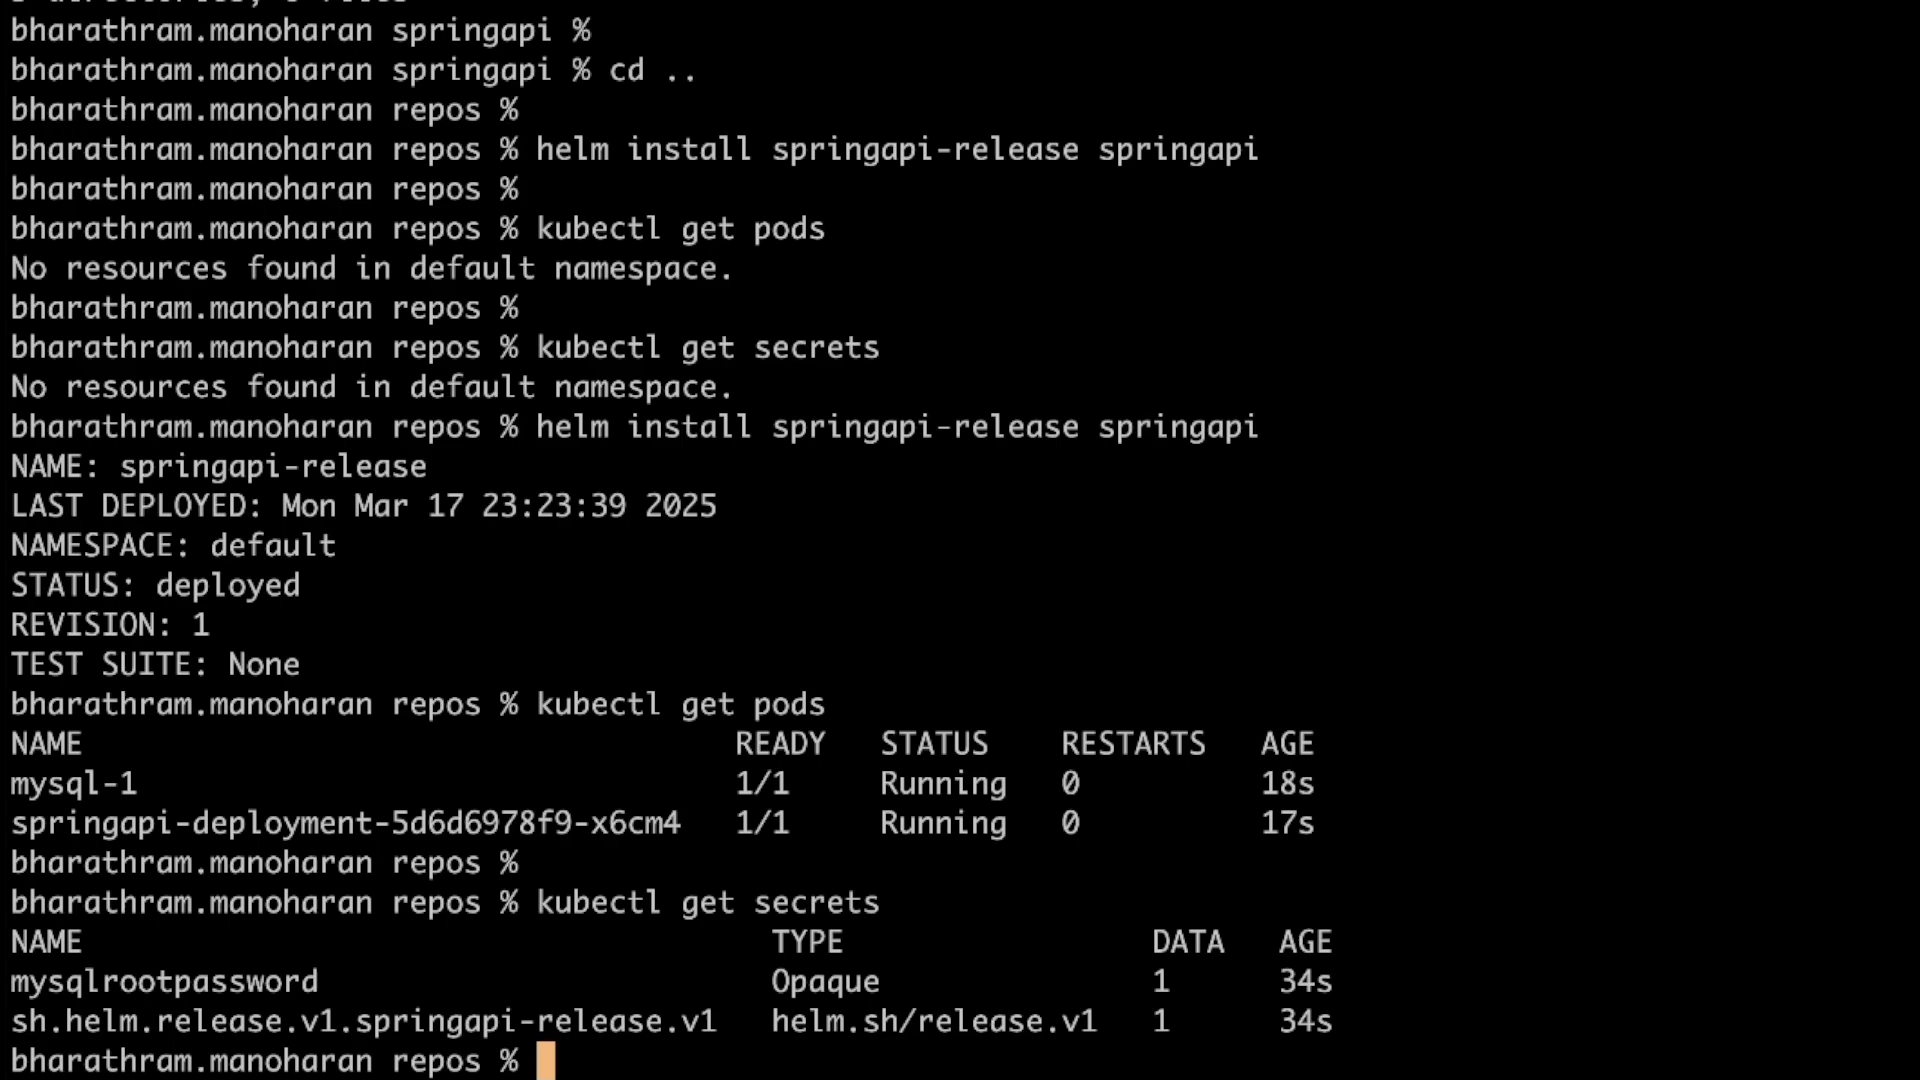 bharathram.manoharan springapi %
bharathram.manoharan springapi % cd ..
bharathram.manoharan repos %
bharathram.manoharan repos % helm install springapi-release springapi
bharathram.manoharan repos %
bharathram.manoharan repos % kubectl get pods
No resources found in default namespace.
bharathram.manoharan repos %
bharathram.manoharan repos % kubectl get secrets
No resources found in default namespace.
bharathram.manoharan repos % helm install springapi-release springapi
NAME: springapi-release
LAST DEPLOYED: Mon Mar 17 23:23:39 2025
NAMESPACE: default
STATUS: deployed
REVISION: 1
TEST SUITE: None
bharathram.manoharan repos % kubectl get pods
NAME READY STATUS RESTARTS AGE
mysql-1 1/1 Running 0 18s
springapi-deployment-5d6d6978f9-x6cm4 1/1 Running 0 17s
bharathram.manoharan repos %
bharathram.manoharan repos % kubectl get secrets
NAME TYPE DATA AGE
mysqlrootpassword Opaque 1 34s
sh.helm.release.v1.springapi-release.v1 helm.sh/release.v1 1 34s
bharathram.manoharan repos %